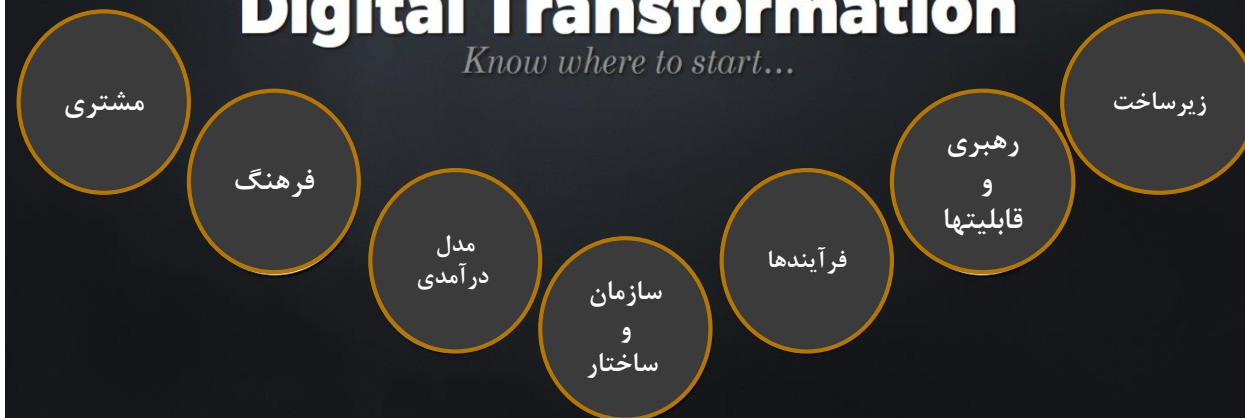 Digital Transformation
Know where to start...
مشتری
فرهنگ
مدل
درآمدی
سازمان
و
ساختار
فرآیندها
رهبری
و
قابلیتها
زیرساخت